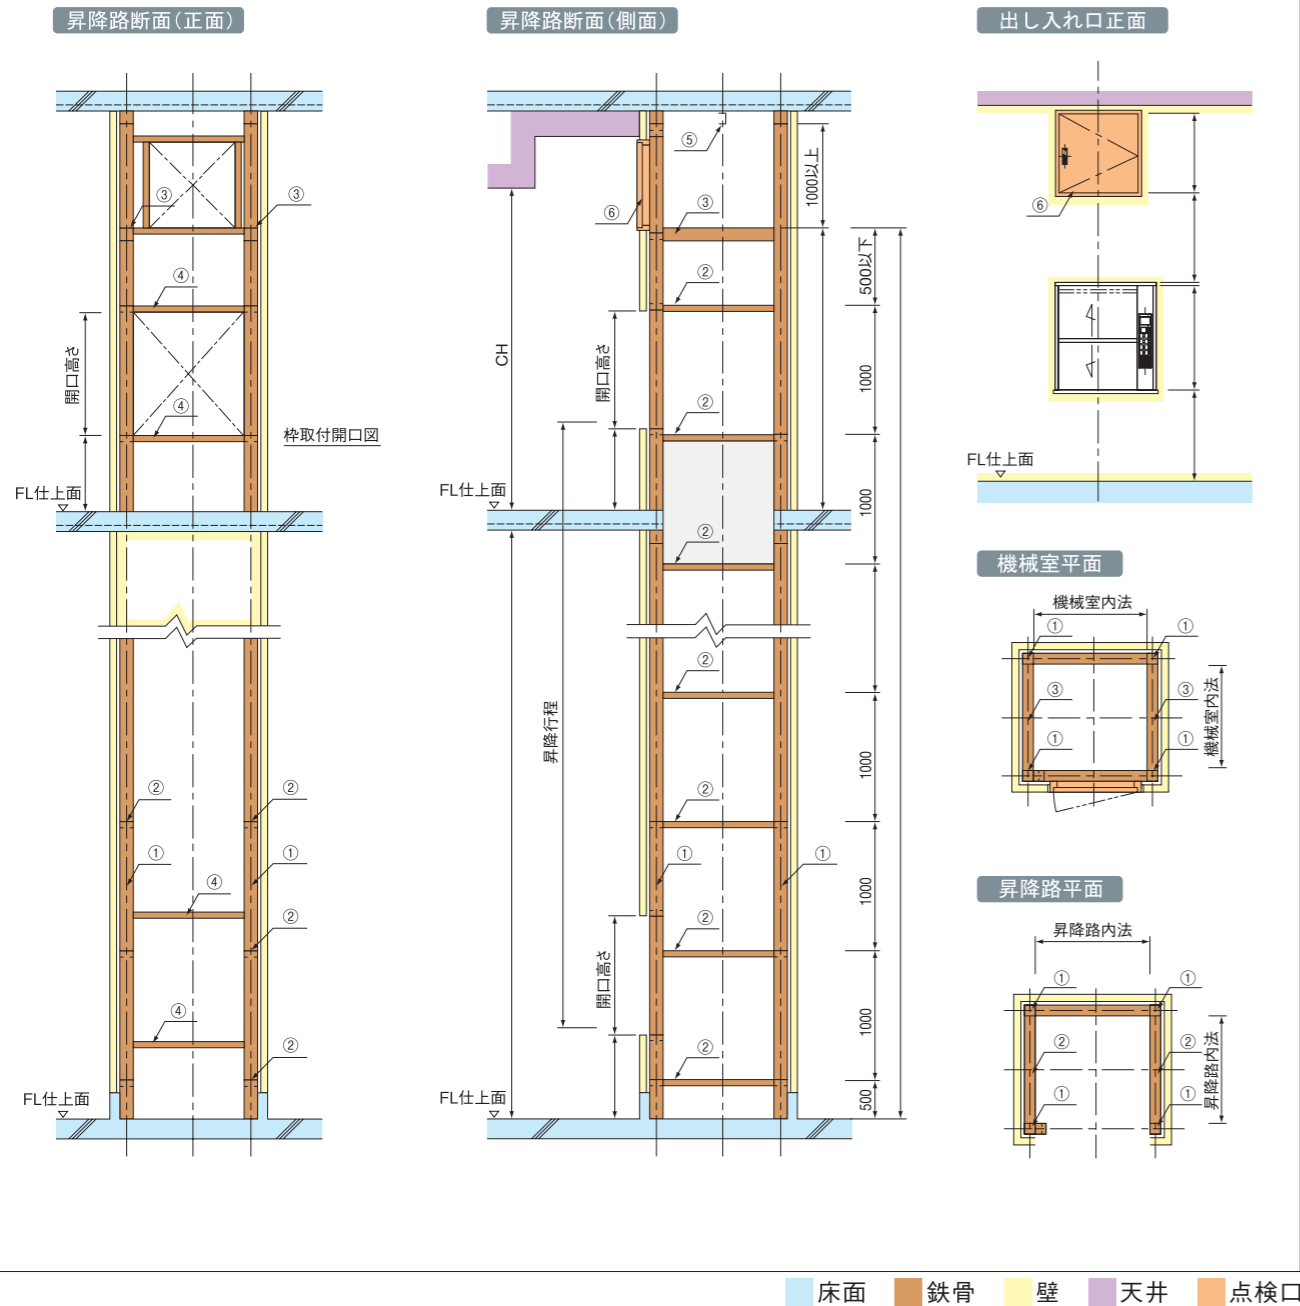 昇降路断面(正面)
③
③
④
開口高さ
④
枠取付開口図
FL仕上面
②
②
①
①
④
②
④
②
FL仕上面
昇降路断面(側面)
⑤
1000以上
⑥
③
②
500以下
CH
開口高さ
1000
②
FL仕上面
1000
②
②
昇降行程
1000
②
①
①
1000
②
開口高さ
1000
②
500
FL仕上面
出し入れ口正面
⑥
FL仕上面
機械室平面
機械室内法
①
①
③
③
機械室内法
①
①
昇降路平面
昇降路内法
①
①
②
②
昇降路内法
①
①
床面
鉄骨
壁
天井
点検口